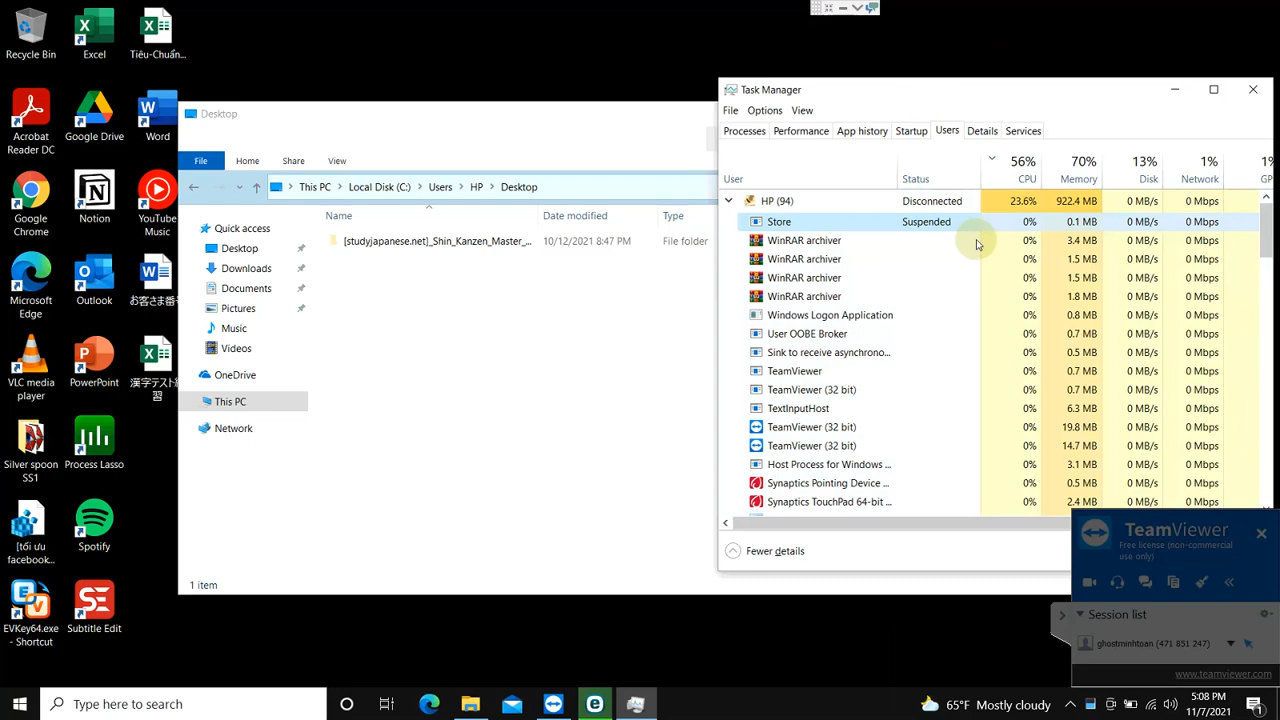 Recycle Bin
Excel
Tiêu-Chuẩn...
Acrobat
Reader DC
Google Drive
Word
Google
Chrome
Notion
YouTube
Music
Microsoft
Edge
Outlook
お客さま番号
VLC media
player
PowerPoint
漢字テスト練
習
Silver spoon
SS1
Process Lasso
[tối ưu
facebook...
Spotify
EVKey64.exe
- Shortcut
Subtitle Edit
Desktop
File Home Share View
This PC > Local Disk (C:) > Users > HP > Desktop
Name Date modified Type
[studyjapanese.net]_Shin_Kanzen_Master_... 10/12/2021 8:47 PM File folder
Quick access
Desktop
Downloads
Documents
Pictures
Music
Videos
OneDrive
This PC
Network
1 item
Task Manager
File Options View
Processes Performance App history Startup Users Details Services
56% 70% 13% 1% 1%
User Status CPU Memory Disk Network GP
HP (94) Disconnected 23.6% 922.4 MB 0 MB/s 0 Mbps
Store Suspended 0% 0.1 MB 0 MB/s 0 Mbps
WinRAR archiver 0% 3.4 MB 0 MB/s 0 Mbps
WinRAR archiver 0% 1.5 MB 0 MB/s 0 Mbps
WinRAR archiver 0% 1.5 MB 0 MB/s 0 Mbps
WinRAR archiver 0% 1.8 MB 0 MB/s 0 Mbps
Windows Logon Application 0% 0.8 MB 0 MB/s 0 Mbps
User OOBE Broker 0% 0.7 MB 0 MB/s 0 Mbps
Sink to receive asynchrono... 0% 0.5 MB 0 MB/s 0 Mbps
TeamViewer 0% 0.7 MB 0 MB/s 0 Mbps
TeamViewer (32 bit) 0% 0.7 MB 0 MB/s 0 Mbps
TextInputHost 0% 6.3 MB 0 MB/s 0 Mbps
TeamViewer (32 bit) 0% 19.8 MB 0 MB/s 0 Mbps
TeamViewer (32 bit) 0% 14.7 MB 0 MB/s 0 Mbps
Host Process for Windows ... 0% 3.1 MB 0 MB/s 0 Mbps
Synaptics Pointing Device ... 0% 0.5 MB 0 MB/s 0 Mbps
Synaptics TouchPad 64-bit ... 0% 2.4 MB 0 MB/s 0 Mbps
Fewer details
TeamViewer
Free license (non-commercial
use only)
Session list
ghostminhtoan (471 851 247)
www.teamviewer.com
Type here to search
65°F Mostly cloudy
5:08 PM
11/7/2021
1